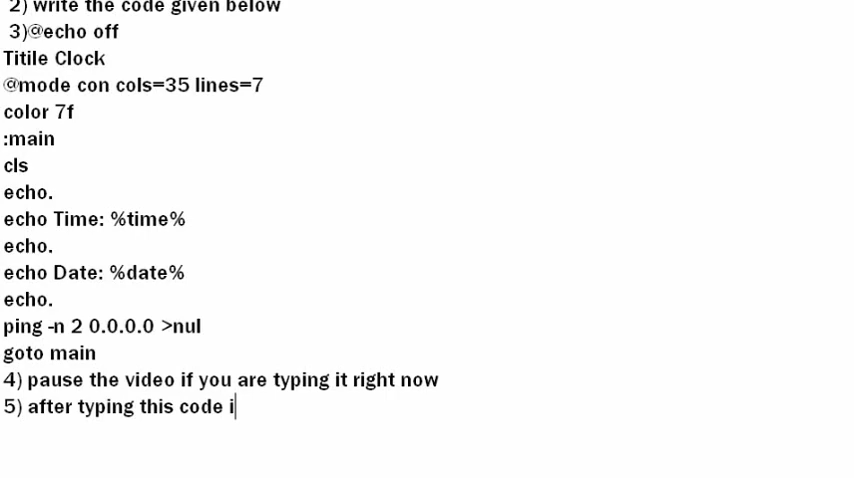 2) write the code given below
3)@echo off
Titile Clock
@mode con cols=35 lines=7
color 7f
:main
cls
echo.
echo Time: %time%
echo.
echo Date: %date%
echo.
ping -n 2 0.0.0.0 >nul
goto main
4) pause the video if you are typing it right now
5) after typing this code i